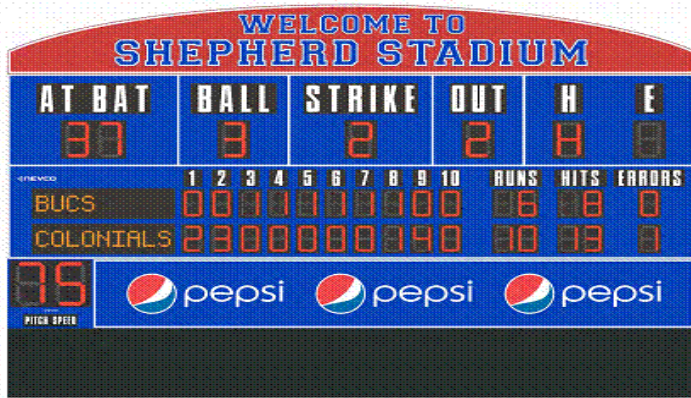 WELCOME TO
SHEPHERD STADIUM
AT BAT BALL STRIKE OUT H E
37 3 2 2 H
NEVCO 1 2 3 4 5 6 7 8 9 10 RUNS HITS ERRORS
BUCS 0 0 1 1 1 1 1 1 0 0 6 8 0
COLONIALS 2 3 0 0 0 0 0 1 4 0 10 19 1
75 pepsi pepsi pepsi
PITCH SPEED